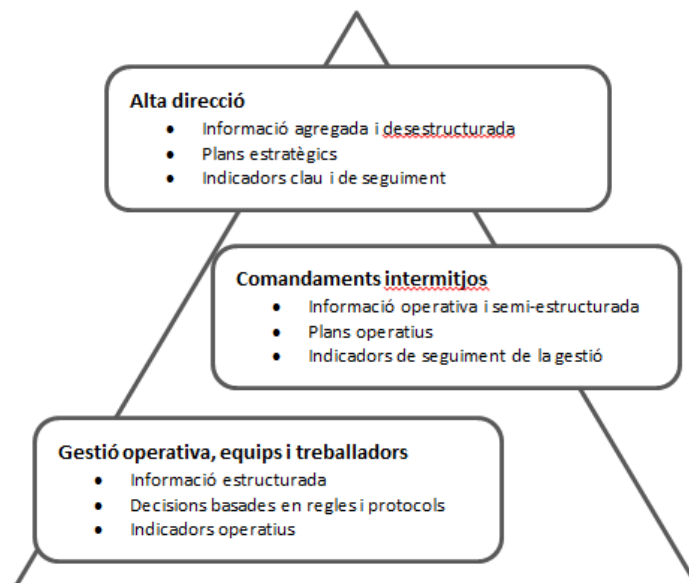 Alta direcció
• Informació agregada i desestructurada
• Plans estratègics
• Indicadors clau i de seguiment
Comandaments intermitjos
• Informació operativa i semi-estructurada
• Plans operatius
• Indicadors de seguiment de la gestió
Gestió operativa, equips i treballadors
• Informació estructurada
• Decisions basades en regles i protocols
• Indicadors operatius